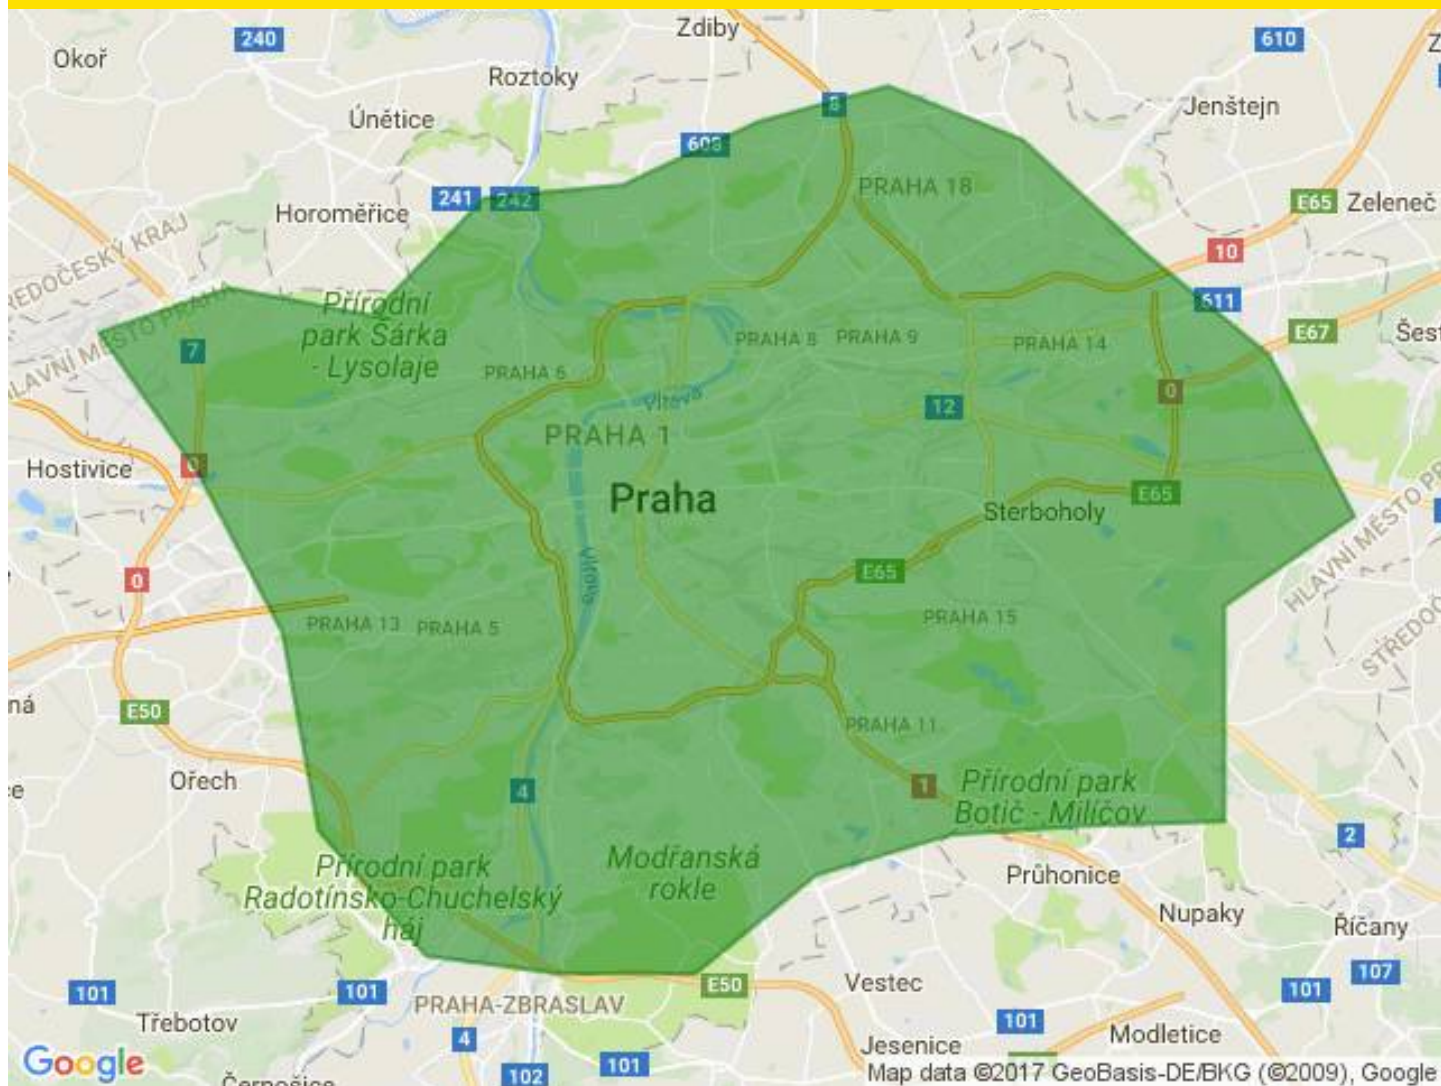 Zdiby
Okoř
240
610
Roztoky
8
Jenštejn
Únětice
608
PRAHA 18
241
242
E65
Zeleneč
Horoměřice
10
611
HLAVNÍ MĚSTO PRAHA
Přírodní
park Šárka
- Lysolaje
7
PRAHA 8
PRAHA 9
PRAHA 14
E67
PRAHA 6
0
Vltava
12
PRAHA 1
Hostivice
0
Praha
E65
Sterboholy
0
E65
Vltava
PRAHA 13
PRAHA 5
PRAHA 15
E50
PRAHA 11
Ořech
4
1
Přírodní park
Botič - Milíčov
2
Přírodní park
Radotínsko-Chuchelský
háj
Modřanská
rokle
Průhonice
Nupaky
Říčany
101
101
PRAHA-ZBRASLAV
E50
Vestec
101
107
Třebotov
4
101
Modletice
Jesenice
Google
102
101
Map data ©2017 GeoBasis-DE/BKG (©2009), Google